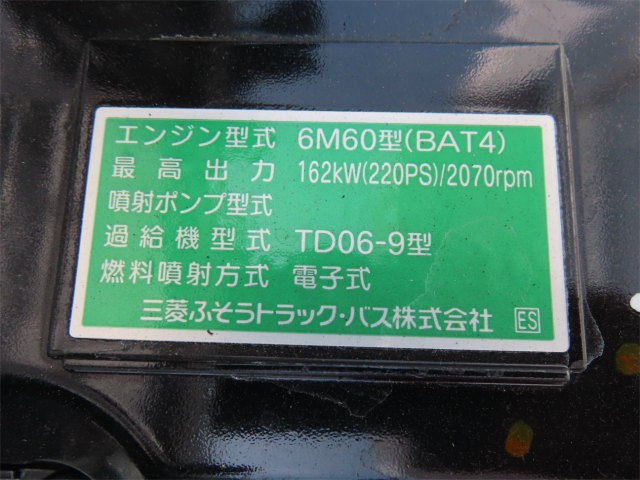 エンジン型式 6M60型(BAT4)
最高出力 162kW(220PS)/2070rpm
噴射ポンプ型式
過給機型式 TD06-9型
燃料噴射方式 電子式
三菱ふそうトラック・バス株式会社 ES